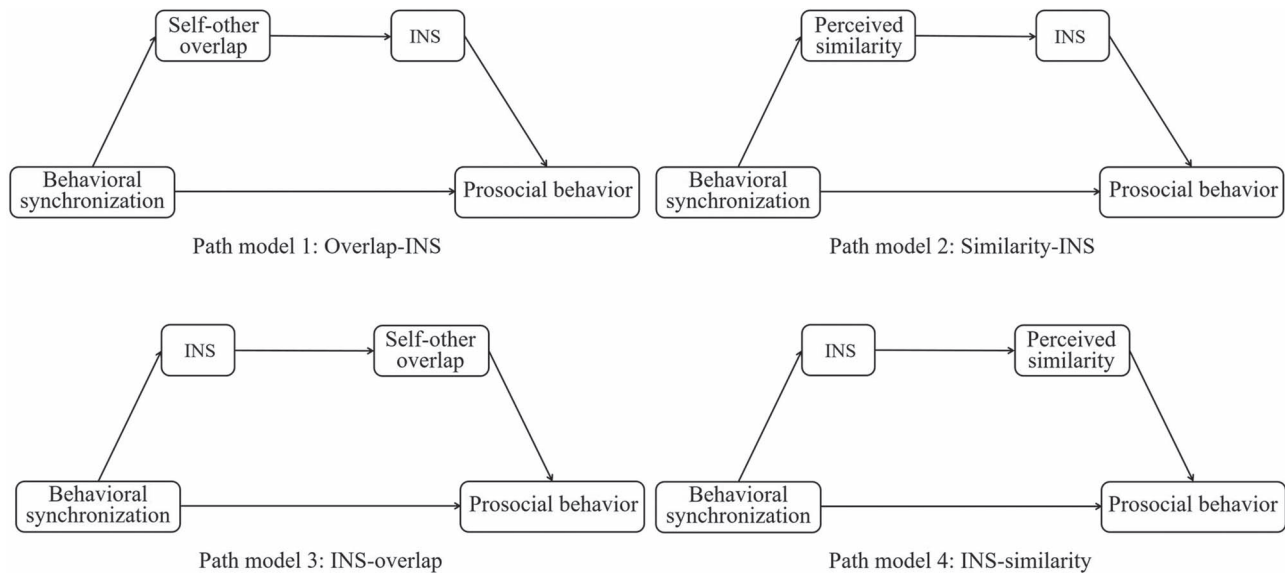 Self-other
overlap
INS
Behavioral
synchronization
Prosocial behavior
Path model 1: Overlap-INS
Perceived
similarity
INS
Behavioral
synchronization
Prosocial behavior
Path model 2: Similarity-INS
INS
Self-other
overlap
Behavioral
synchronization
Prosocial behavior
Path model 3: INS-overlap
INS
Perceived
similarity
Behavioral
synchronization
Prosocial behavior
Path model 4: INS-similarity